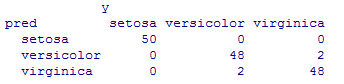 y
pred setosa versicolor virginica
setosa 50 0 0
versicolor 0 48 2
virginica 0 2 48